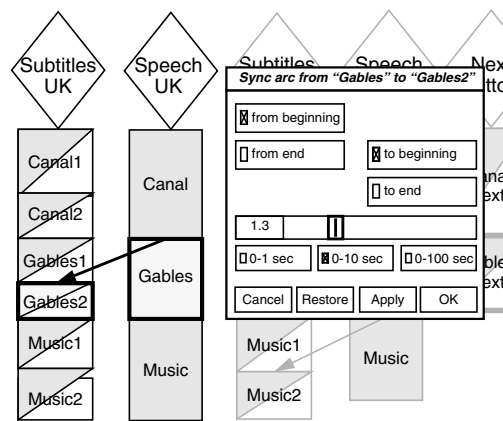 Subtitles
UK
Speech
UK
Subtitles
Speech
Sync arc from “Gables” to “Gables2”
Canal1
Canal2
Gables1
Gables2
Music1
Music2
Canal
Gables
Music
from beginning
from end
to beginning
to end
1.3
0-1 sec
0-10 sec
0-100 sec
Cancel
Restore
Apply
OK
Music1
Music2
Music